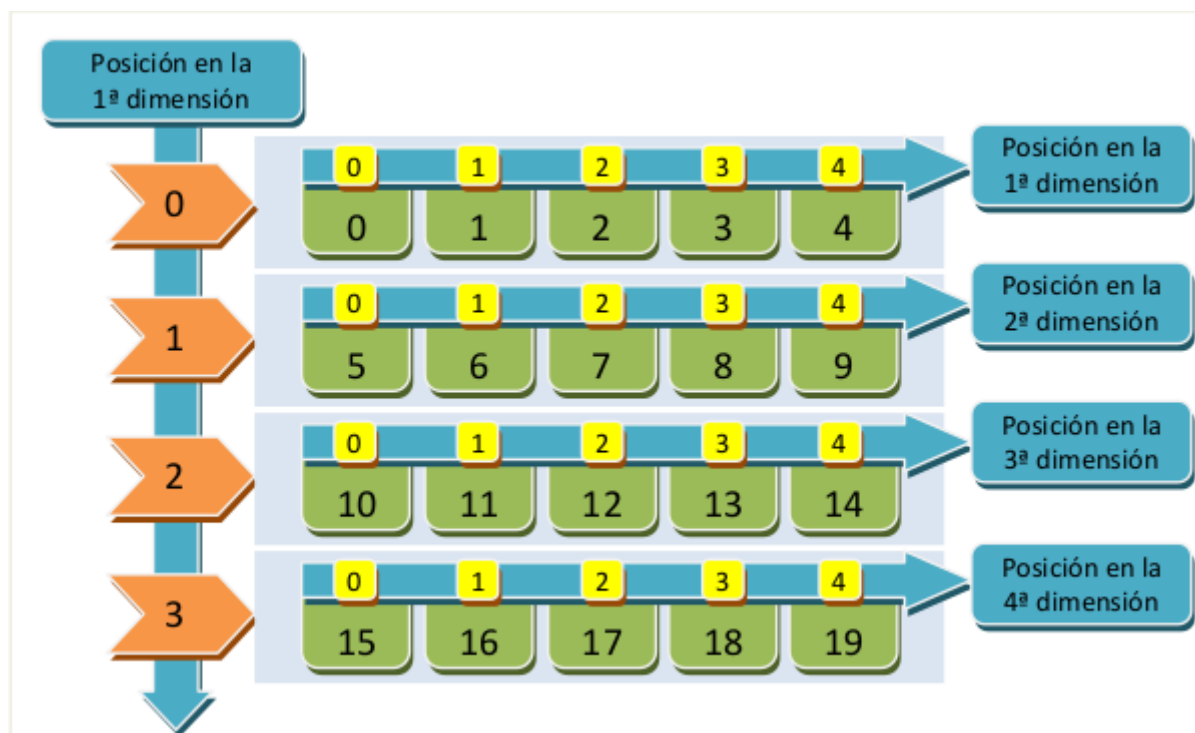 Posición en la
1ª dimensión
0 1 2 3 4
Posición en la
1ª dimensión
0
0 1 2 3 4
0 1 2 3 4
Posición en la
2ª dimensión
1
5 6 7 8 9
0 1 2 3 4
Posición en la
3ª dimensión
2
10 11 12 13 14
0 1 2 3 4
Posición en la
4ª dimensión
3
15 16 17 18 19